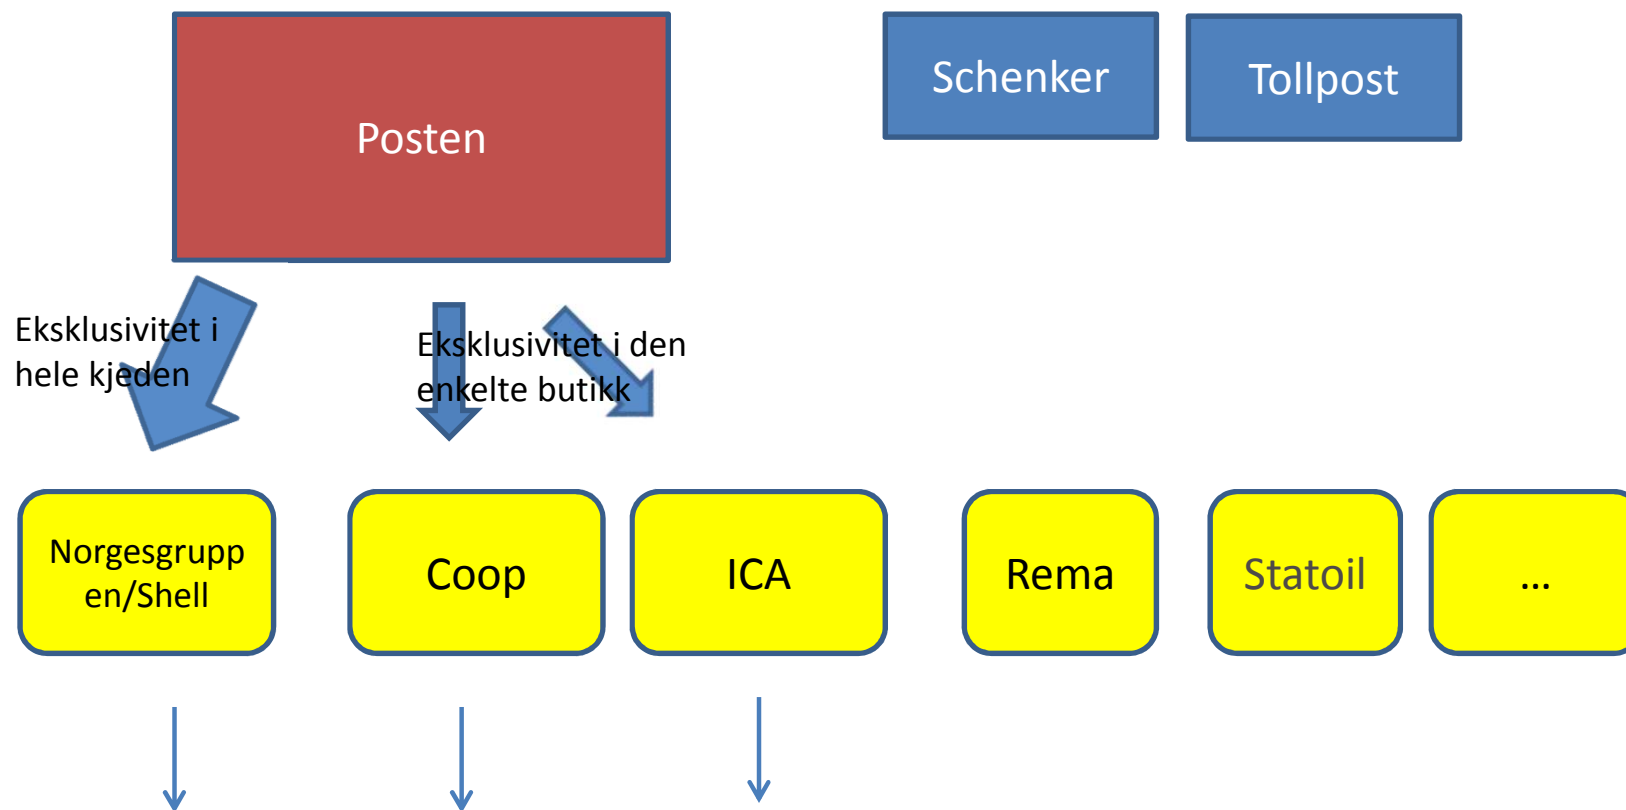 Posten
Schenker
Tollpost
Eksklusivitet i
hele kjeden
Eksklusivitet i den
enkelte butikk
Norgesgrupp
en/Shell
Coop
ICA
Rema
Statoil
...